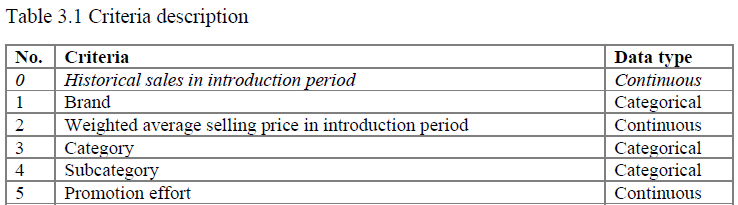 Table 3.1 Criteria description
No. Criteria Data type
0 Historical sales in introduction period Continuous
1 Brand Categorical
2 Weighted average selling price in introduction period Continuous
3 Category Categorical
4 Subcategory Categorical
5 Promotion effort Continuous